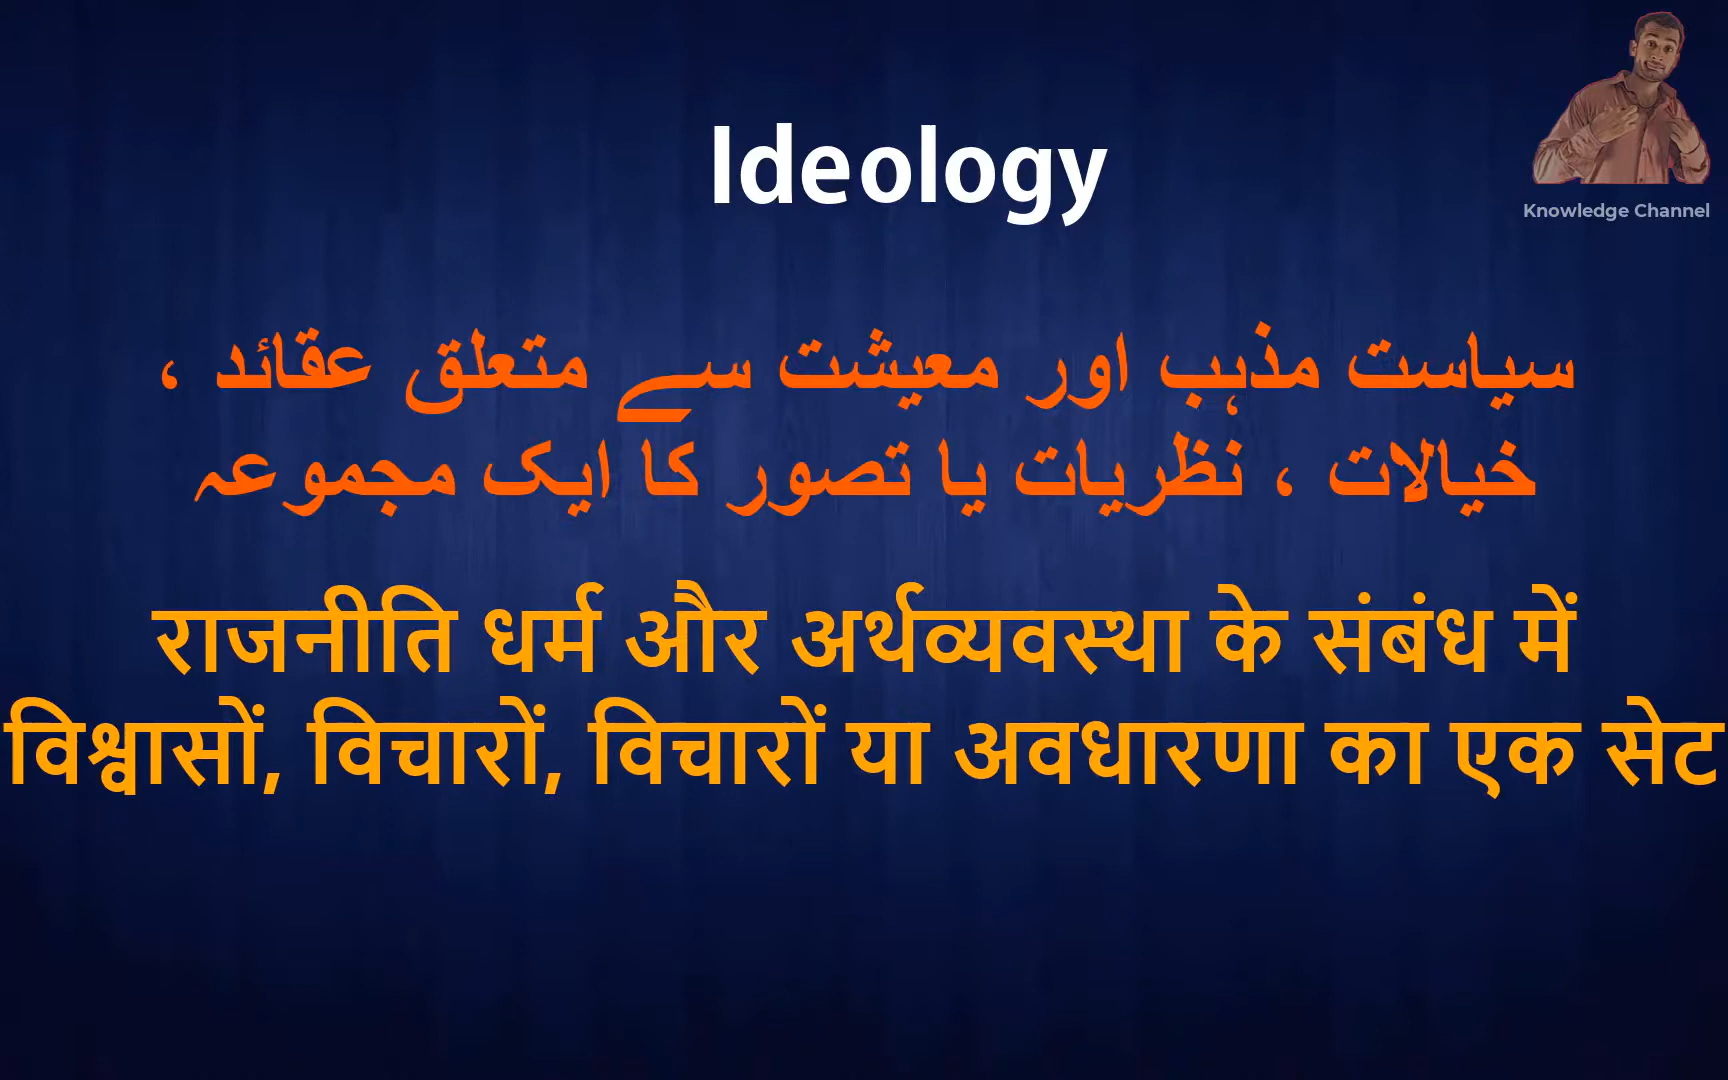 Ideology
Knowledge Channel
سیاست مذہب اور معیشت سے متعلق عقائد ،
خیالات ، نظریات یا تصور کا ایک مجموعہ
राजनीति धर्म और अर्थव्यवस्था के संबंध में
विश्वासों, विचारों, विचारों या अवधारणा का एक सेट